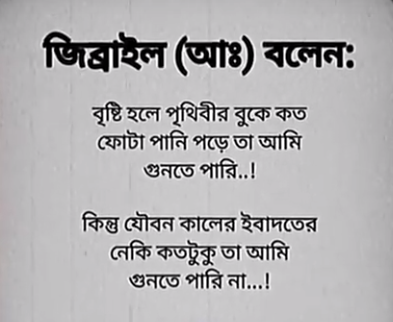 জিব্রাইল (আঃ) বলেন:
বৃষ্টি হলে পৃথিবীর বুকে কত
ফোটা পানি পড়ে তা আমি
গুনতে পারি..!
কিন্তু যৌবন কালের ইবাদতের
নেকি কতটুকু তা আমি
গুনতে পারি না...!